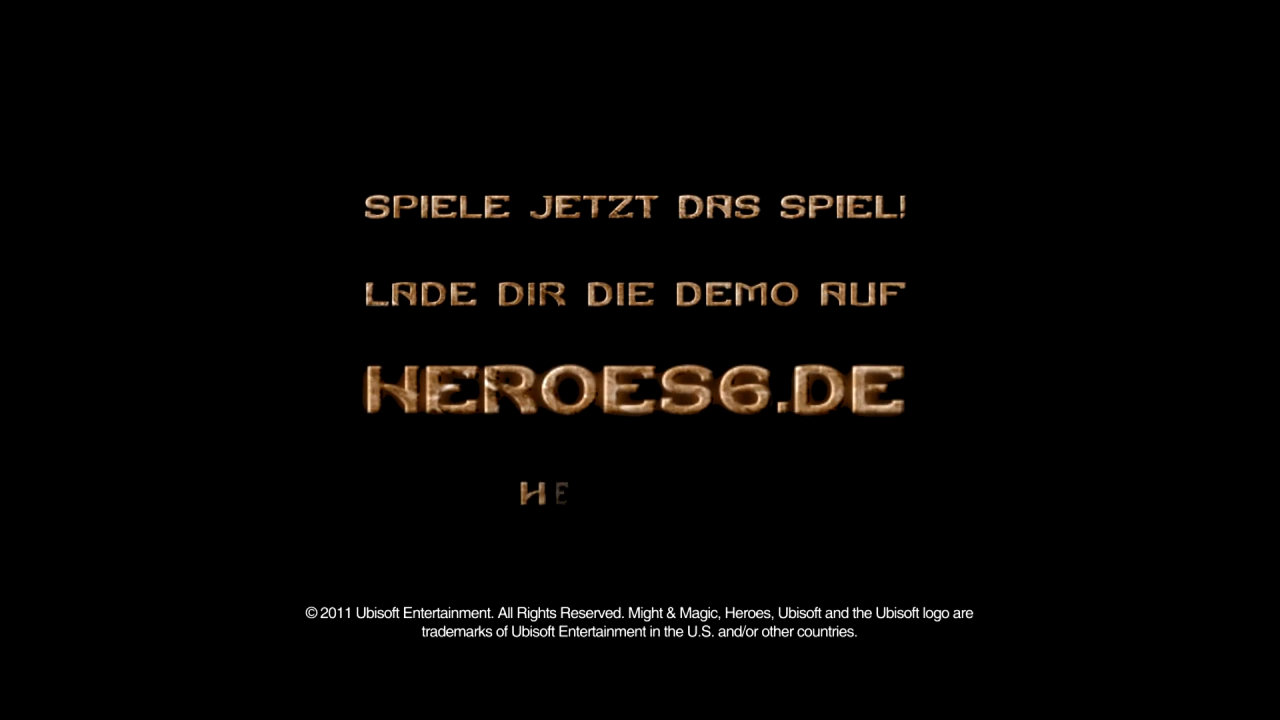 SPIELE JETZT DAS SPIEL!
LADE DIR DIE DEMO AUF
HEROES6.DE
HE
© 2011 Ubisoft Entertainment. All Rights Reserved. Might & Magic, Heroes, Ubisoft and the Ubisoft logo are
trademarks of Ubisoft Entertainment in the U.S. and/or other countries.